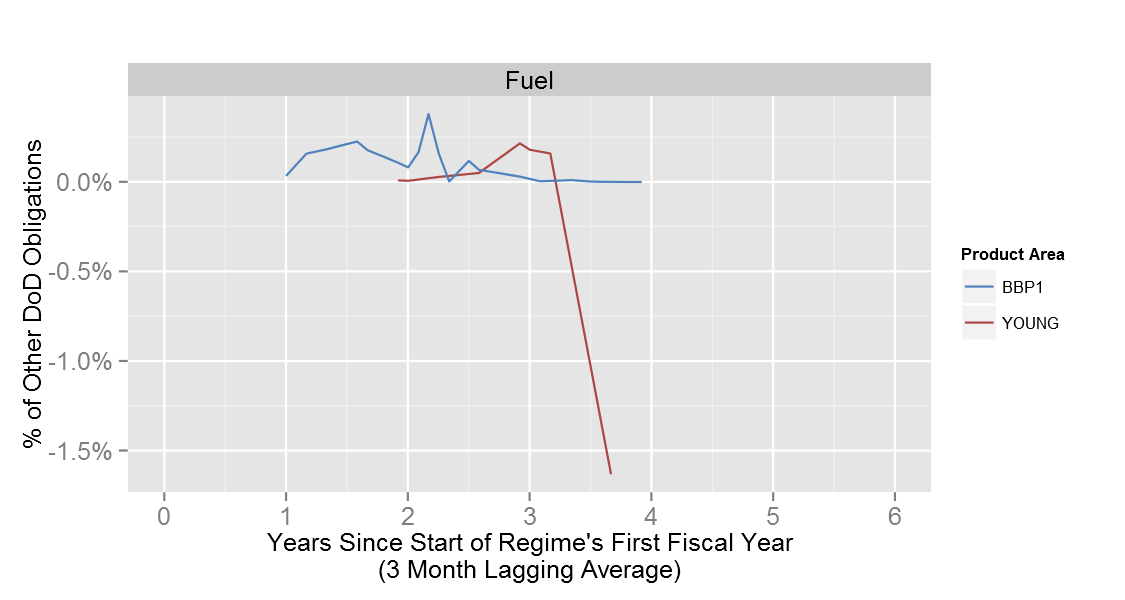 Fuel
% of Other DoD Obligations
0.0%
-0.5%
-1.0%
-1.5%
0 1 2 3 4 5 6
Years Since Start of Regime's First Fiscal Year
(3 Month Lagging Average)
Product Area
BBP1
YOUNG